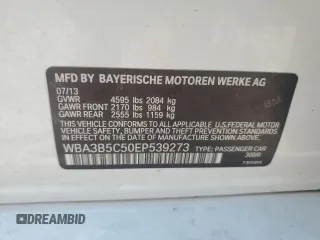 MFD BY BAYERISCHE MOTOREN WERKE AG
07/13
GVWR 4595 lbs 2084 kg
GAWR FRONT 2170 lbs 984 kg
GAWR REAR 2555 lbs 1159 kg
THIS VEHICLE CONFORMS TO ALL APPLICABLE U.S. FEDERAL MOTOR
VEHICLE SAFETY, BUMPER, AND THEFT PREVENTION STANDARDS IN
EFFECT ON THE DATE OF MANUFACTURE SHOWN ABOVE.
WBA3B5C50EP539273 TYPE: PASSENGER CAR
AUTOBIDMASTER